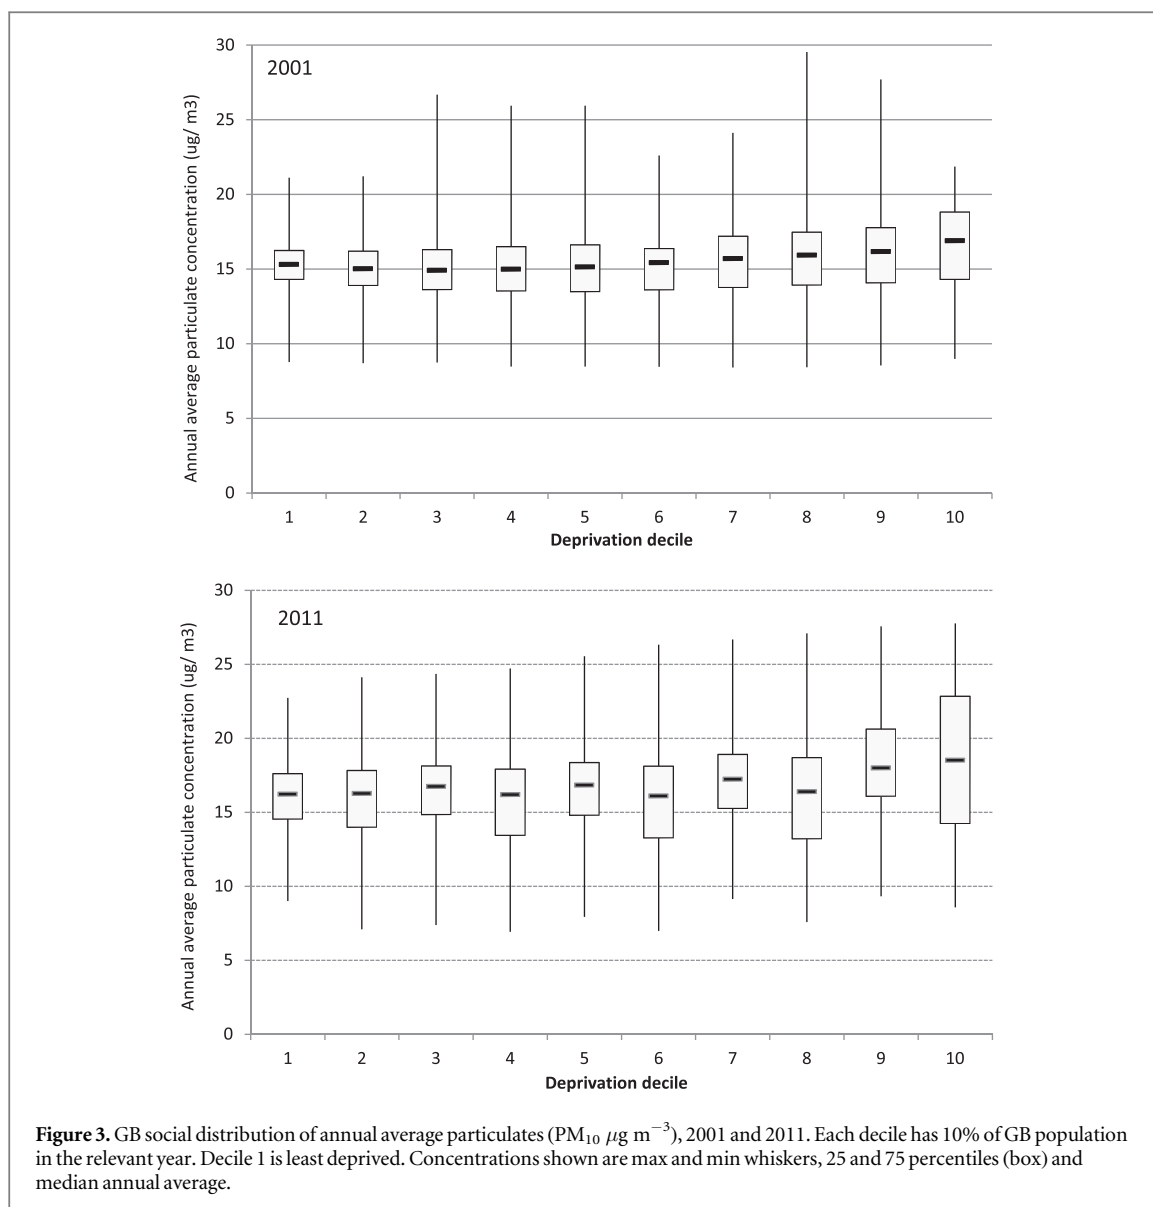 2001
Annual average particulate concentration (ug/ m3)
30
25
20
15
10
5
0
1 2 3 4 5 6 7 8 9 10
Deprivation decile
2011
Annual average particulate concentration (ug/ m3)
30
25
20
15
10
5
0
1 2 3 4 5 6 7 8 9 10
Deprivation decile
Figure 3. GB social distribution of annual average particulates (PM₁₀ μg m⁻³), 2001 and 2011. Each decile has 10% of GB population
in the relevant year. Decile 1 is least deprived. Concentrations shown are max and min whiskers, 25 and 75 percentiles (box) and
median annual average.